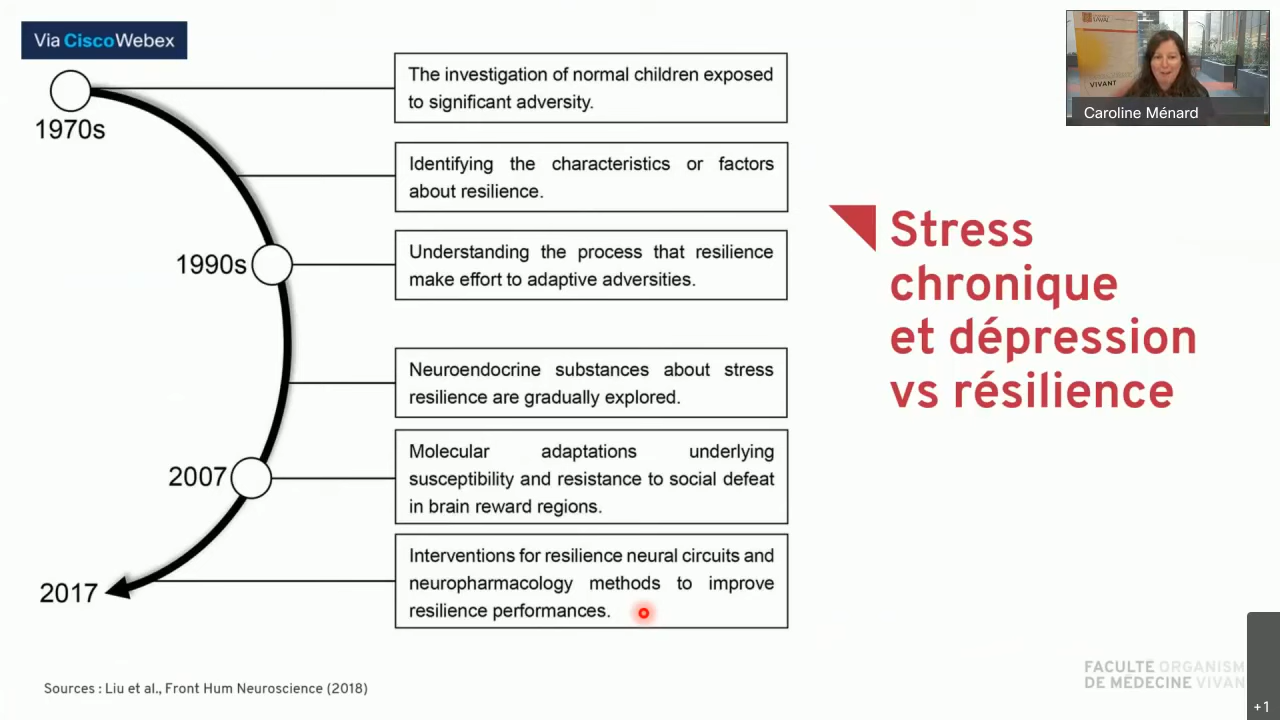 Via CiscoWebex
1970s
The investigation of normal children exposed
to significant adversity.
Identifying the characteristics or factors
about resilience.
1990s
Understanding the process that resilience
make effort to adaptive adversities.
Neuroendocrine substances about stress
resilience are gradually explored.
2007
Molecular adaptations underlying
susceptibility and resistance to social defeat
in brain reward regions.
2017
Interventions for resilience neural circuits and
neuropharmacology methods to improve
resilience performances.
Sources : Liu et al., Front Hum Neuroscience (2018)
LAVAL
VIVANT
Caroline Ménard
Stress
chronique
et dépression
vs résilience
FACULTE ORGANISM
DE MÉDECINE VIVAN
+1